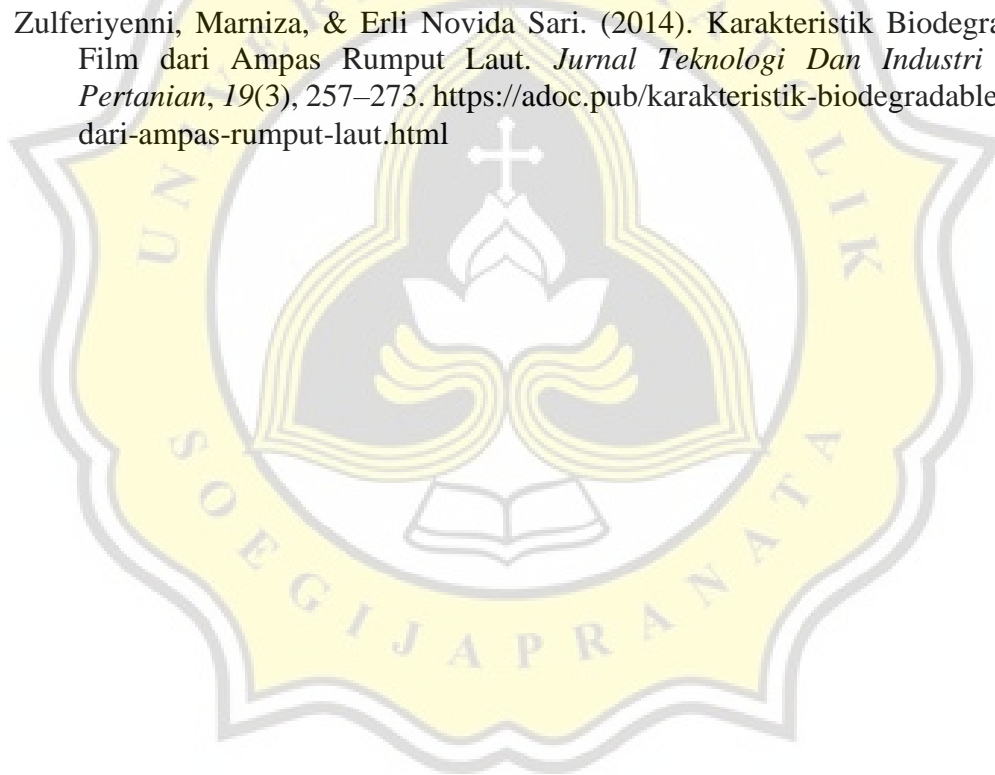 Zulferiyenni, Marniza, & Erli Novida Sari. (2014). Karakteristik Biodegra
Film dari Ampas Rumput Laut. Jurnal Teknologi Dan Industri
Pertanian, 19(3), 257–273. https://adoc.pub/karakteristik-biodegradable
dari-ampas-rumput-laut.html
SOEGIJAPRANATA